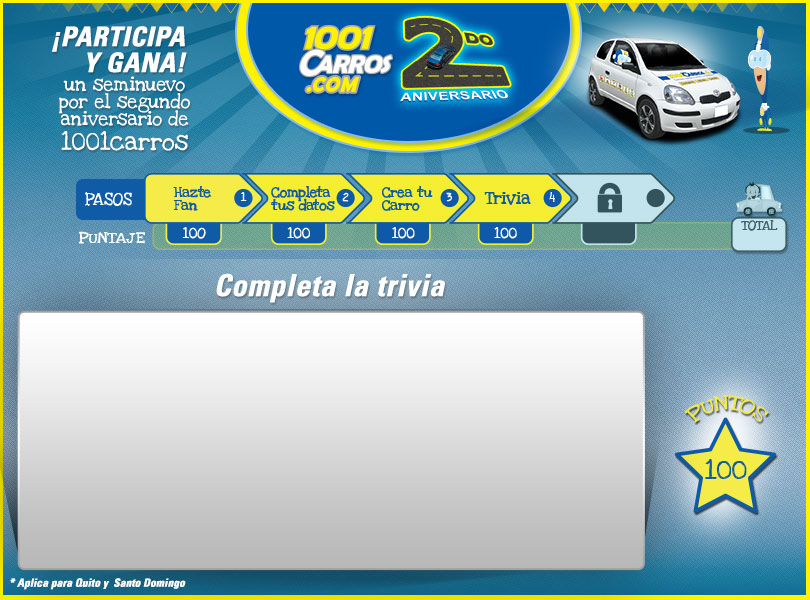 ¡PARTICIPA
Y GANA!
un seminuevo
por el segundo
aniversario de
1001carros
1001
CARROS
.COM
2DO
ANIVERSARIO
PASOS
Hazte
Fan
1
Completa
tus datos
2
Crea tu
Carro
3
Trivia
4
PUNTAJE
100
100
100
100
TOTAL
Completa la trivia
PUNTOS
100
* Aplica para Quito y Santo Domingo